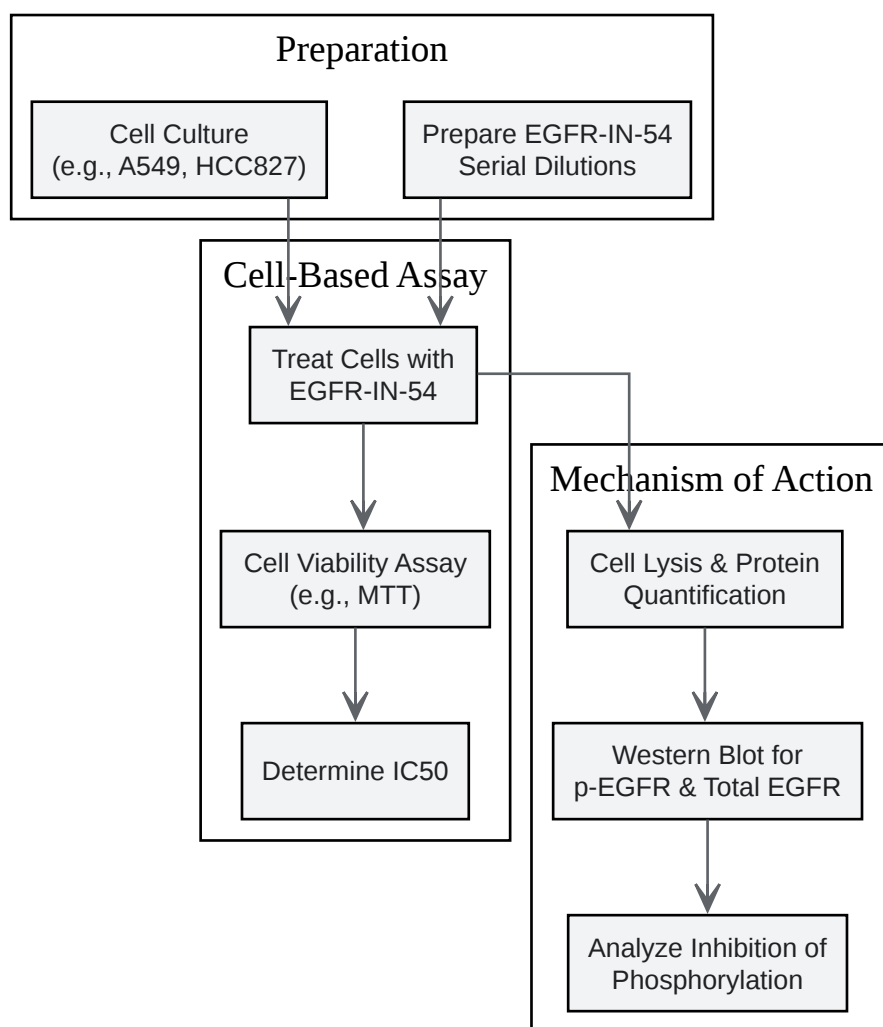 Preparation
Cell Culture
(e.g., A549, HCC827)
Prepare EGFR-IN-54
Serial Dilutions
Cell-Based Assay
Treat Cells with
EGFR-IN-54
Cell Viability Assay
(e.g., MTT)
Determine IC50
Mechanism of Action
Cell Lysis & Protein
Quantification
Western Blot for
p-EGFR & Total EGFR
Analyze Inhibition of
Phosphorylation